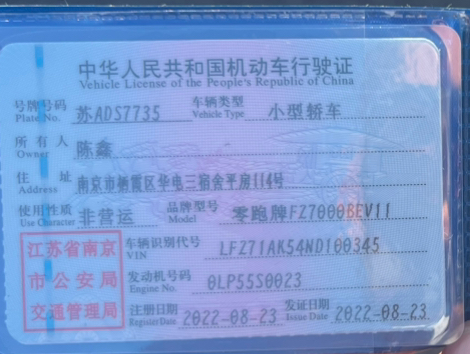 中华人民共和国机动车行驶证
Vehicle License of the People's Republic of China
号牌号码 苏ADS7735 车辆类型 小型轿车
Plate No. Vehicle Type
所有人 陈鑫
Owner
住址 南京市栖霞区华电三宿舍平房114号
Address
使用性质 非营运 品牌型号 零跑牌FZ7000BEV11
Use Character Model
江苏省南京
市公安局
交通管理局
车辆识别代号 LFZ71AK54ND100345
VIN
发动机号码 0LP55S0023
Engine No.
注册日期 2022-08-23 发证日期 2022-08-23
Register Date Issue Date